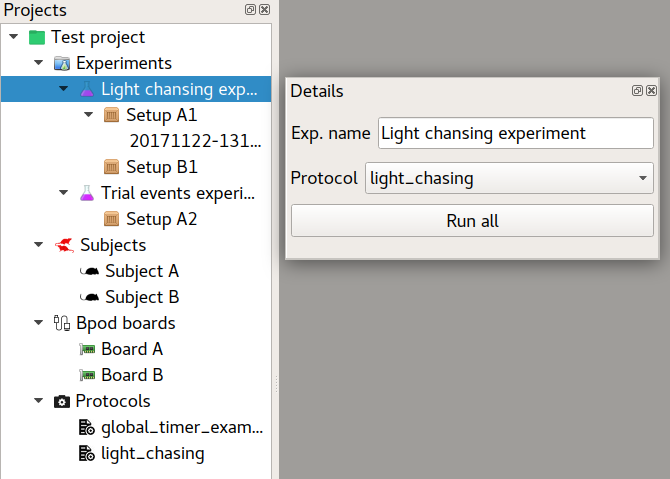 Projects
Test project
Experiments
Light chansing exp...
Setup A1
20171122-131...
Setup B1
Trial events experi...
Setup A2
Subjects
Subject A
Subject B
Bpod boards
Board A
Board B
Protocols
global_timer_exam...
light_chasing
Details
Exp. name Light chansing experiment
Protocol light_chasing
Run all